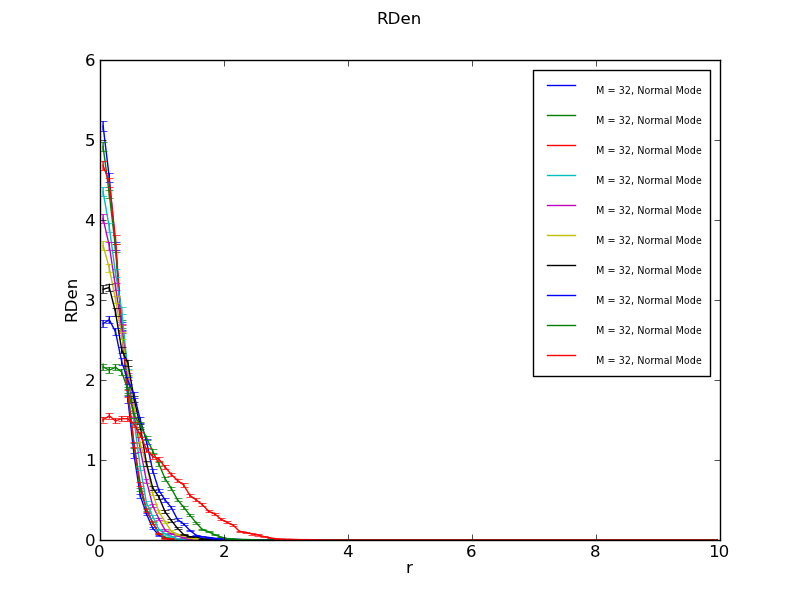 RDen
6
5
4
3
2
1
0
RDen
M = 32, Normal Mode
M = 32, Normal Mode
M = 32, Normal Mode
M = 32, Normal Mode
M = 32, Normal Mode
M = 32, Normal Mode
M = 32, Normal Mode
M = 32, Normal Mode
M = 32, Normal Mode
M = 32, Normal Mode
0 2 4 6 8 10
r